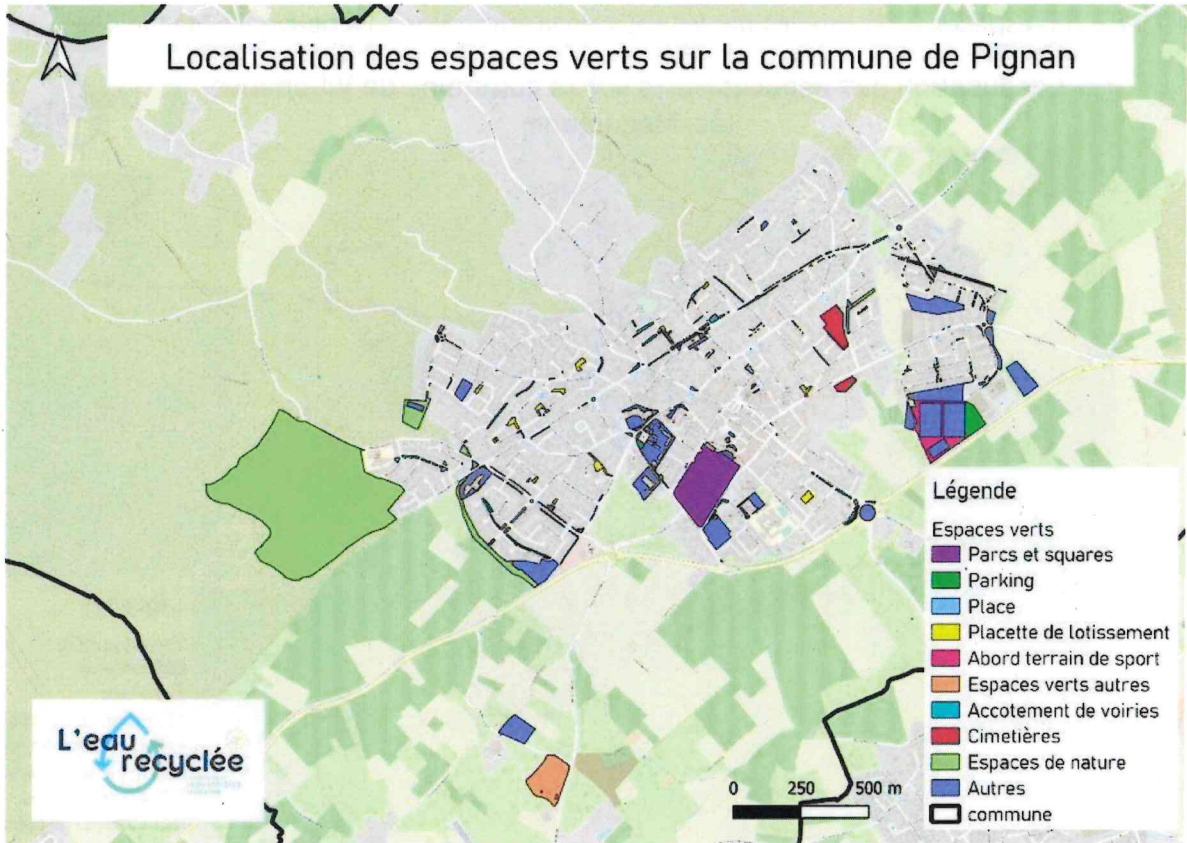 N
Localisation des espaces verts sur la commune de Pignan
Légende
Espaces verts
Parcs et squares
Parking
Place
Placette de lotissement
Abord terrain de sport
Espaces verts autres
Accotement de voiries
Cimetières
Espaces de nature
Autres
commune
0 250 500 m
L'eau
recyclée